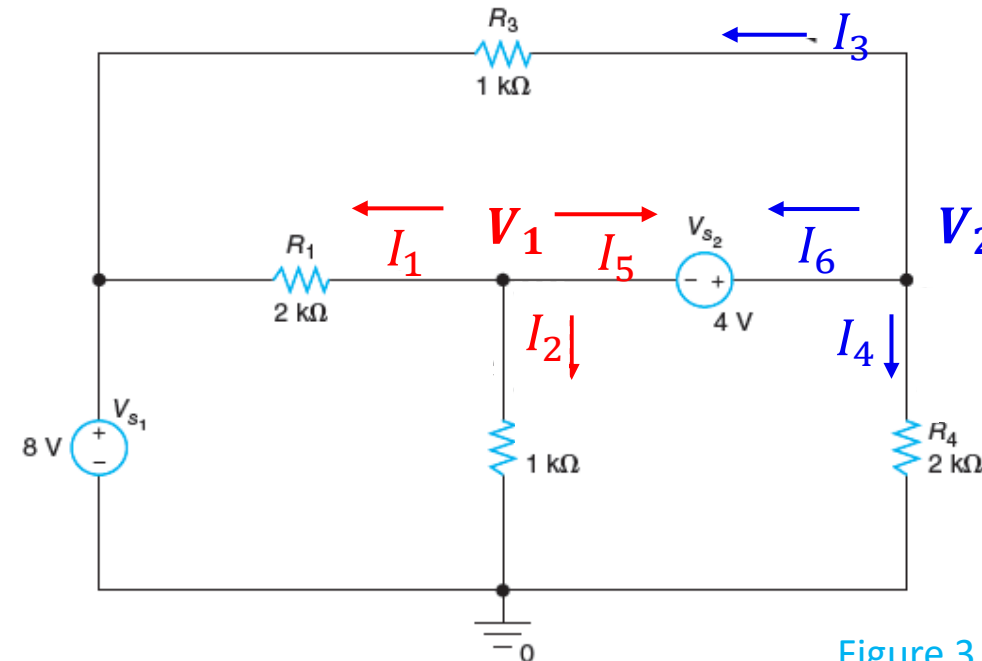 R₃
1 kΩ
I₃
V₁
V₂
I₁
I₅
I₆
R₁
2 kΩ
Vₛ₂
− +
4 V
I₂
I₄
Vₛ₁
8 V
+
−
1 kΩ
R₄
2 kΩ
0
Figure 3